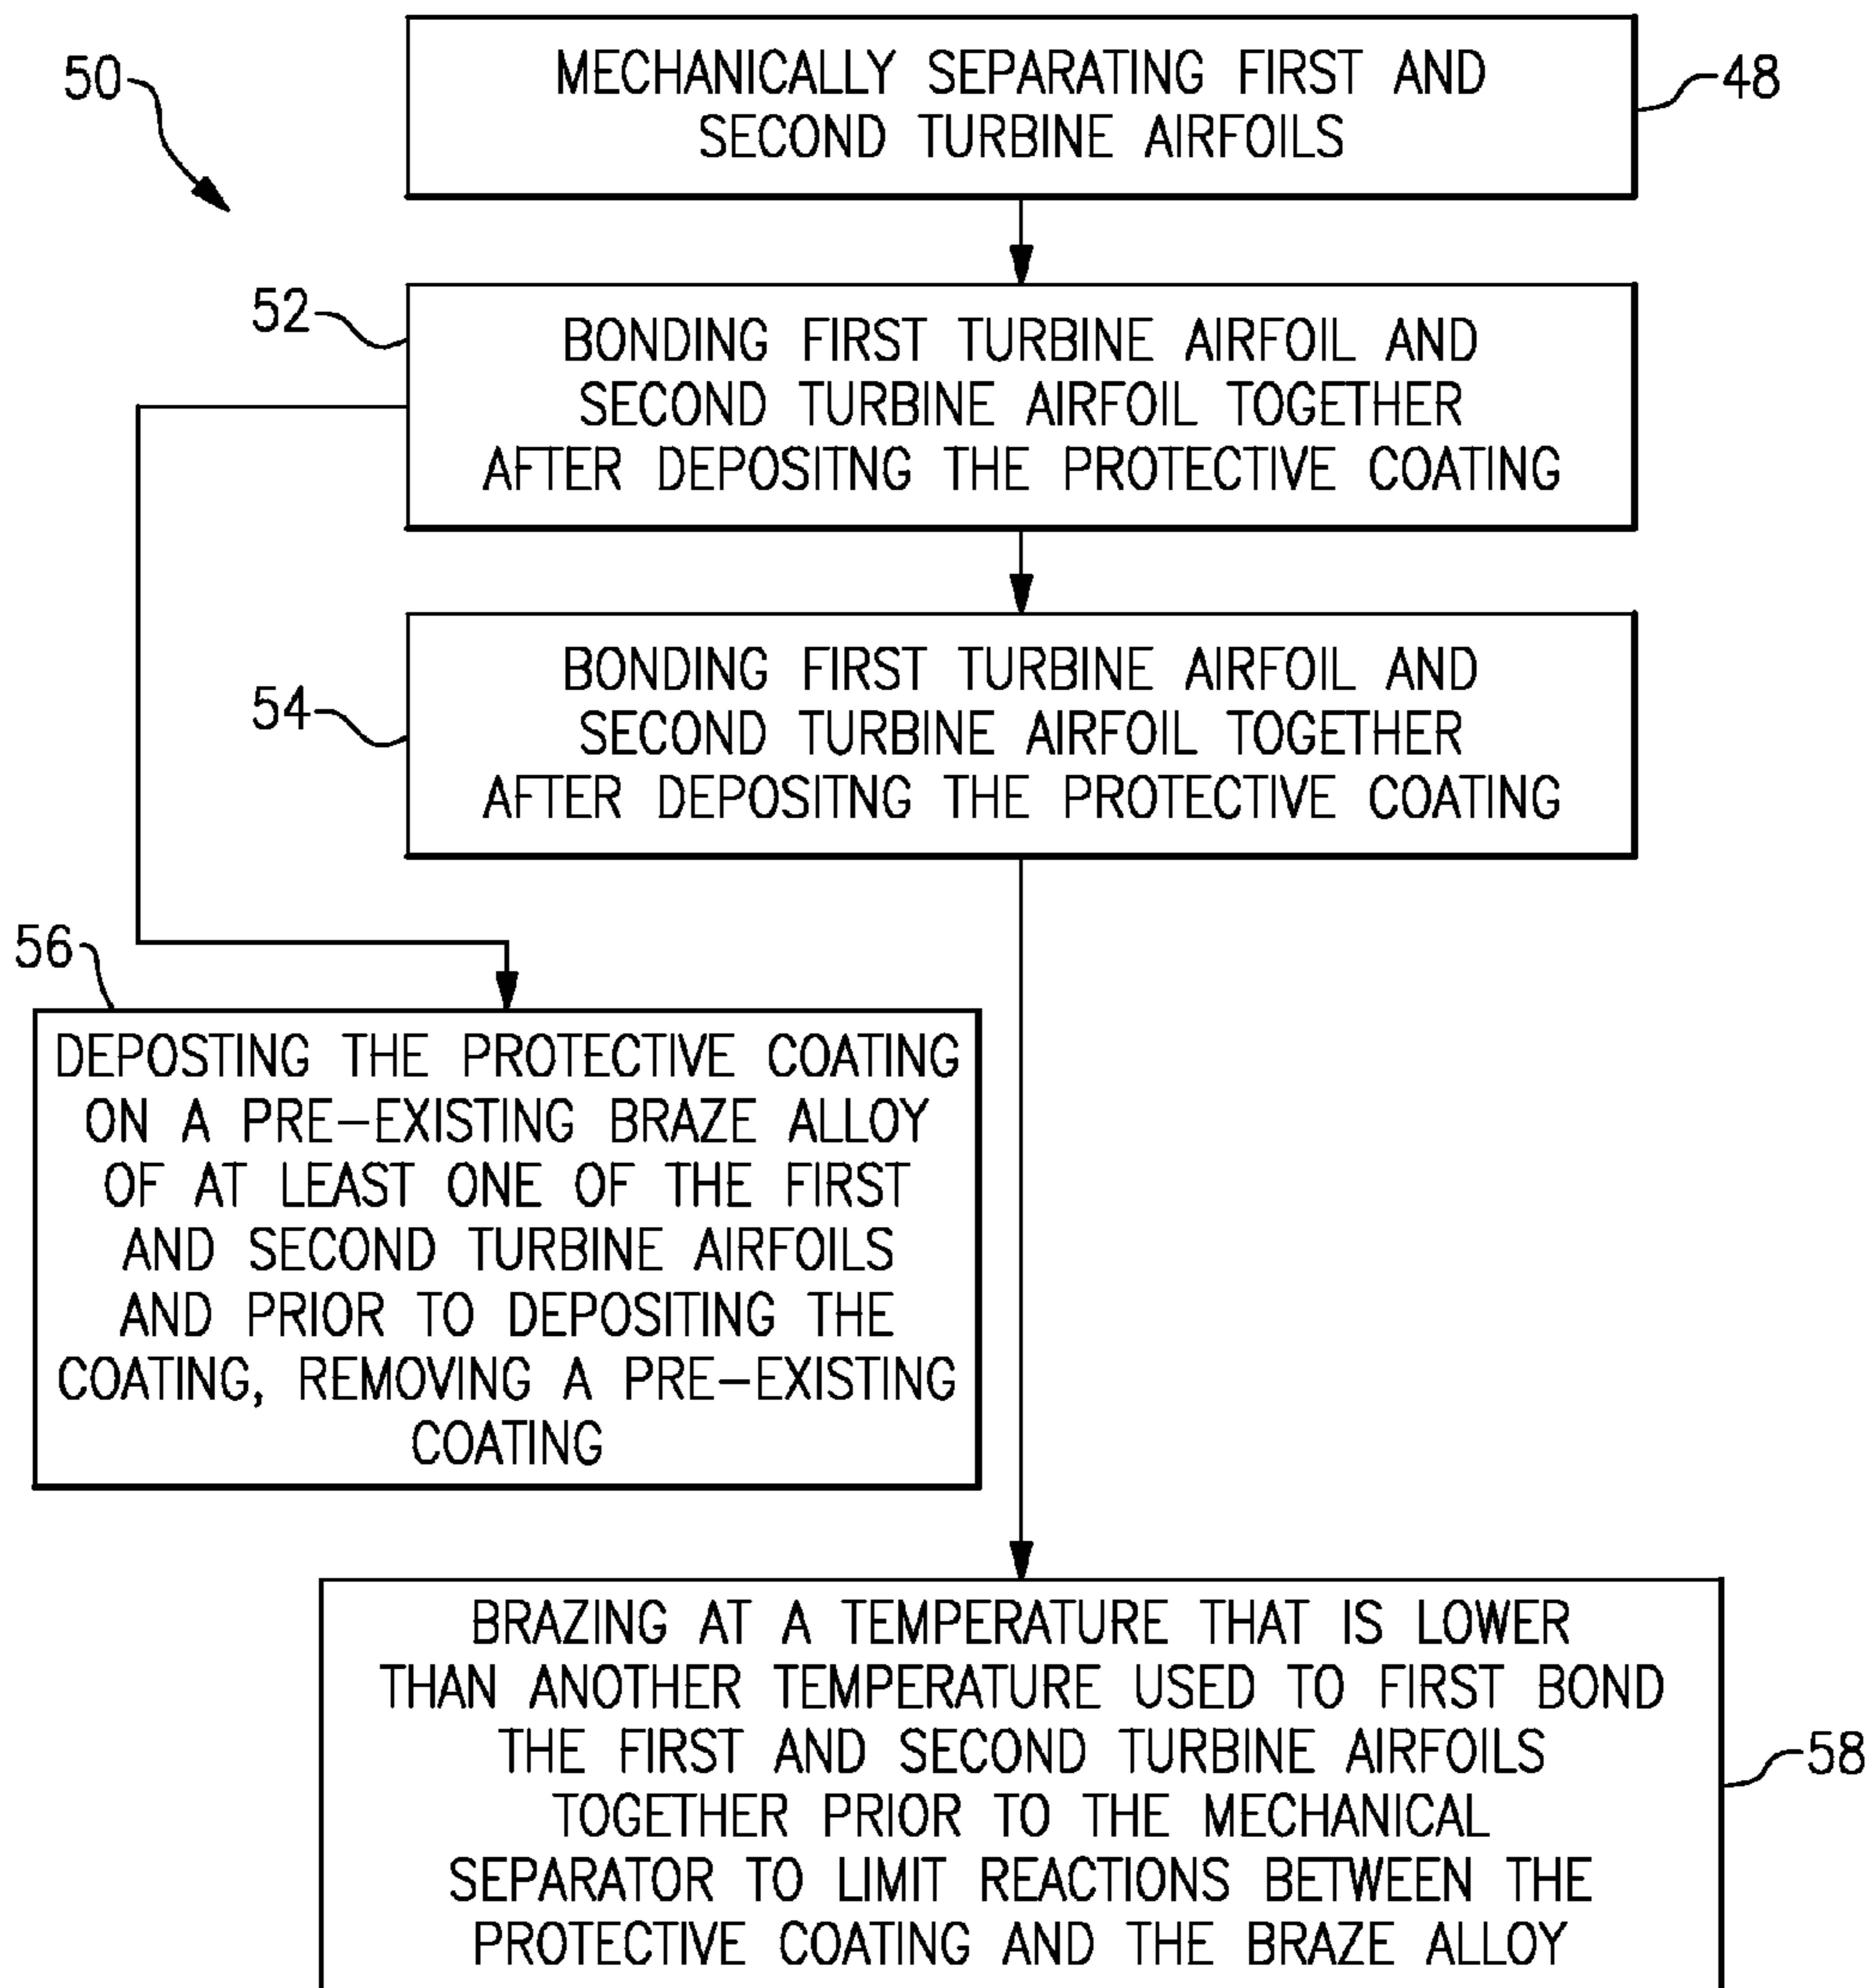 50
MECHANICALLY SEPARATING FIRST AND
SECOND TURBINE AIRFOILS
48
52
BONDING FIRST TURBINE AIRFOIL AND
SECOND TURBINE AIRFOIL TOGETHER
AFTER DEPOSITNG THE PROTECTIVE COATING
54
BONDING FIRST TURBINE AIRFOIL AND
SECOND TURBINE AIRFOIL TOGETHER
AFTER DEPOSITNG THE PROTECTIVE COATING
56
DEPOSTING THE PROTECTIVE COATING
ON A PRE-EXISTING BRAZE ALLOY
OF AT LEAST ONE OF THE FIRST
AND SECOND TURBINE AIRFOILS
AND PRIOR TO DEPOSITING THE
COATING, REMOVING A PRE-EXISTING
COATING
BRAZING AT A TEMPERATURE THAT IS LOWER
THAN ANOTHER TEMPERATURE USED TO FIRST BOND
THE FIRST AND SECOND TURBINE AIRFOILS
TOGETHER PRIOR TO THE MECHANICAL
SEPARATOR TO LIMIT REACTIONS BETWEEN THE
PROTECTIVE COATING AND THE BRAZE ALLOY
58